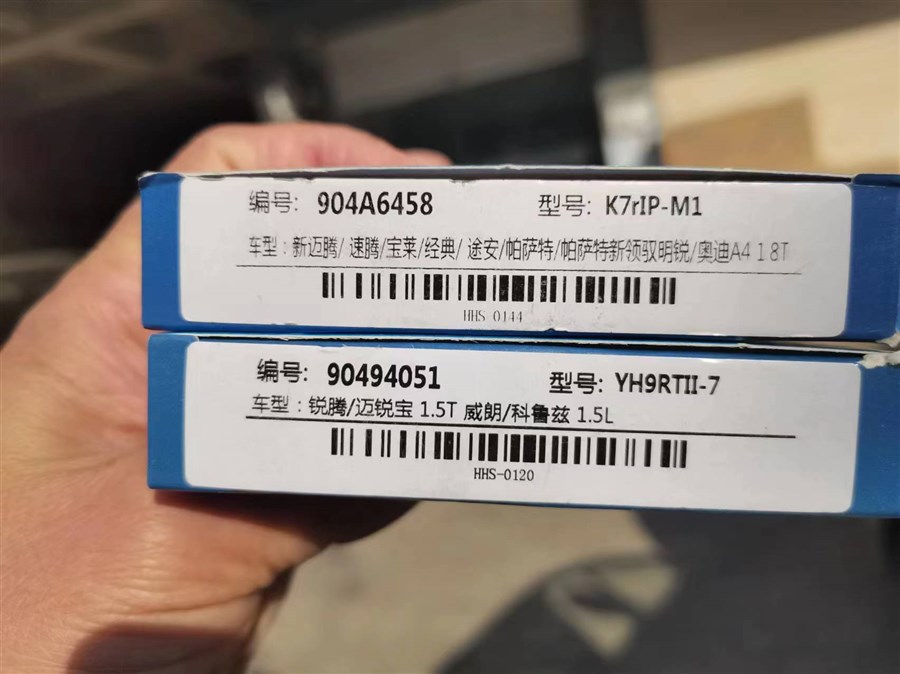 编号: 904A6458 型号: K7rIP-M1
车型：新迈腾/ 速腾/宝莱/经典/ 途安/帕萨特/帕萨特新领驭明锐/奥迪A4 1.8T
HHS 0144
编号: 90494051 型号: YH9RTII-7
车型：锐腾/迈锐宝 1.5T 威朗/科鲁兹 1.5L
HHS-0120